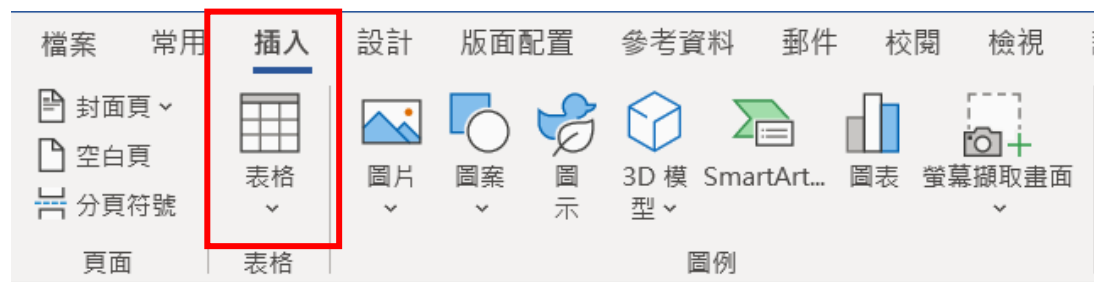 檔案 常用 插入 設計 版面配置 參考資料 郵件 校閱 檢視
封面頁
空白頁
分頁符號
頁面
表格
表格
圖片
圖案
圖
示
3D 模
型
SmartArt...
圖表
螢幕擷取畫面
圖例